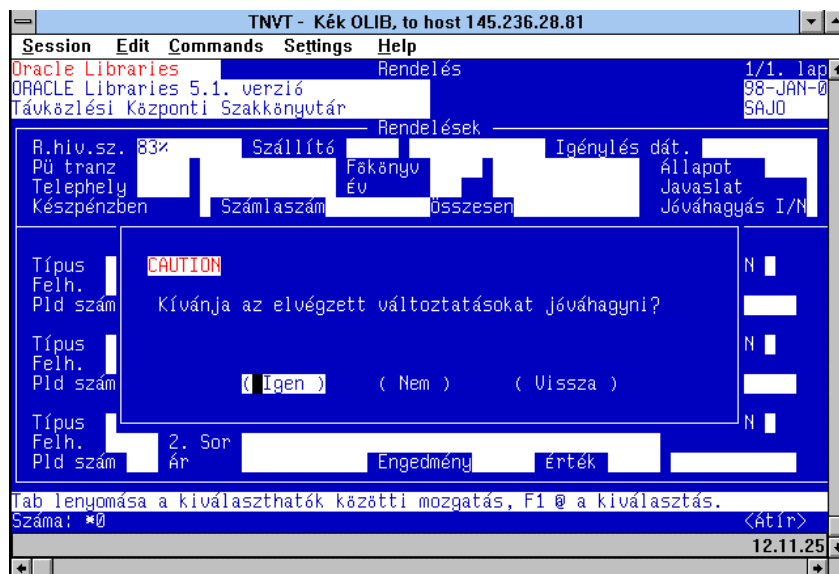 TNVT - Kék OLIB, to host 145.236.28.81
Session Edit Commands Settings Help
Oracle Libraries Rendelés 1/1. lap
ORACLE Libraries 5.1. verzió 98-JAN-0
Távközlési Központi Szakkönyvtár SAJO
Rendelések
R.hiv.sz. 83% Szállító Igénylés dát.
Pü tranz Fõkönyv Állapot
Telephely Év Javaslat
Készpénzben Számlaszám Összesen Jóváhagyás I/N
Típus CAUTION N
Felh.
Pld szám Kívánja az elvégzett változtatásokat jóváhagyni?
Típus N
Felh.
Pld szám ( Igen ) ( Nem ) ( Vissza )
Típus N
Felh. 2. Sor
Pld szám Ár Engedmény Érték
Tab lenyomása a kiválaszthatók közötti mozgatás, F1 @ a kiválasztás.
Száma: *0 <Átír>
12.11.25